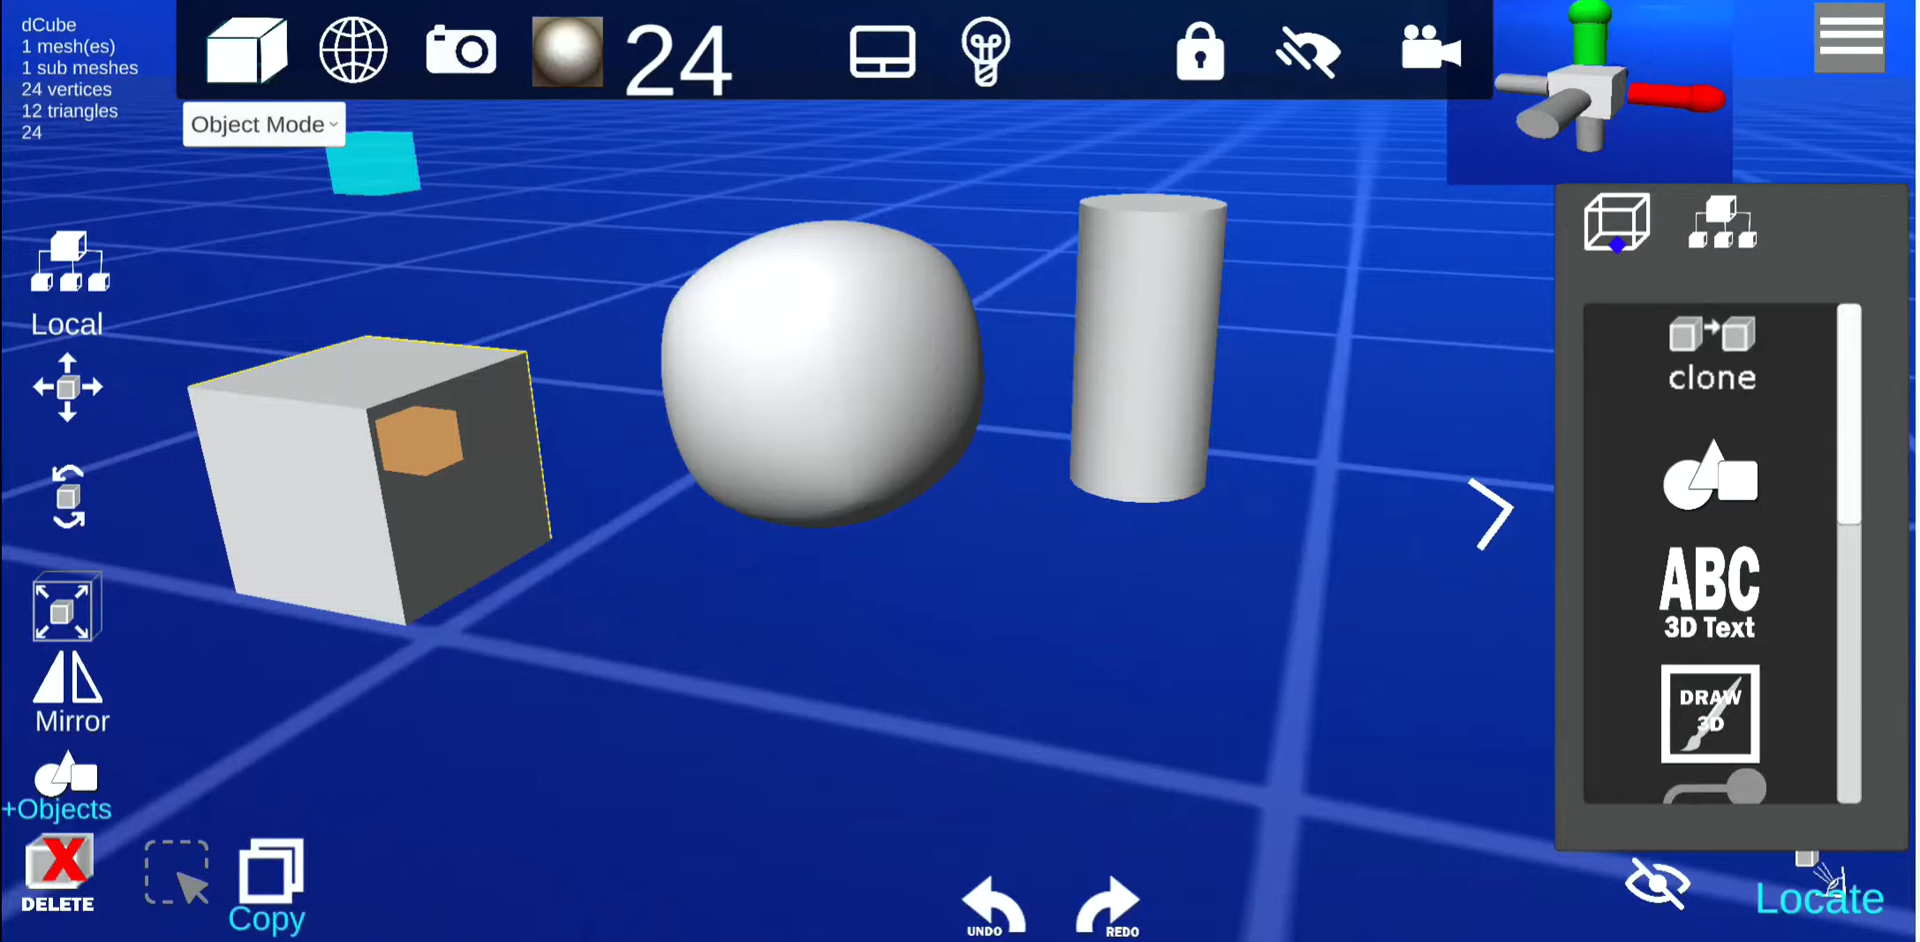 dCube
1 mesh(es)
1 sub meshes
24 vertices
12 triangles
24
24
Object Mode
Local
Mirror
+Objects
X
DELETE
Copy
UNDO
REDO
clone
ABC
3D Text
DRAW
3D
Locate